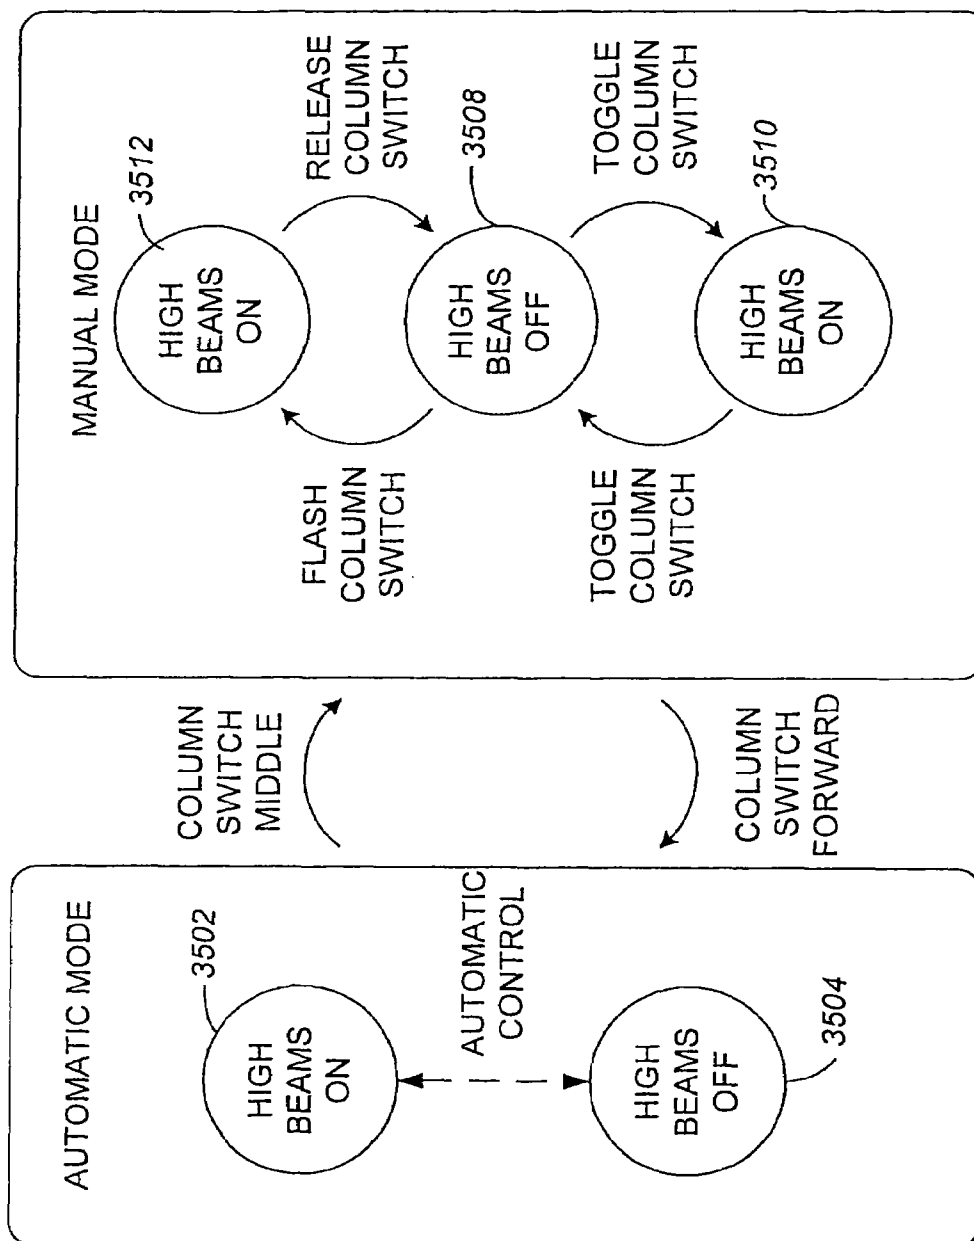 AUTOMATIC MODE
3502
HIGH
BEAMS
ON
AUTOMATIC
CONTROL
HIGH
BEAMS
OFF
3504
COLUMN
SWITCH
MIDDLE
COLUMN
SWITCH
FORWARD
MANUAL MODE
3512
HIGH
BEAMS
ON
FLASH
COLUMN
SWITCH
RELEASE
COLUMN
SWITCH
3508
HIGH
BEAMS
OFF
TOGGLE
COLUMN
SWITCH
TOGGLE
COLUMN
SWITCH
3510
HIGH
BEAMS
ON